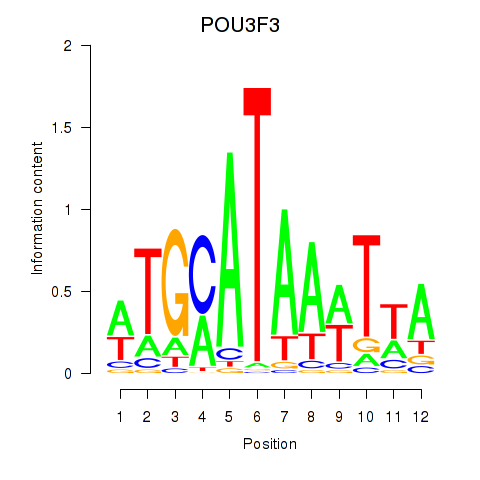 POU3F3
2
1.5
1
0.5
0
Information content
A T G C A T A A A T T A
T A A A C T T T T G A T
C C T T T A G C C A C G
G G C G C G G C G C
1 2 3 4 5 6 7 8 9 10 11 12
Position